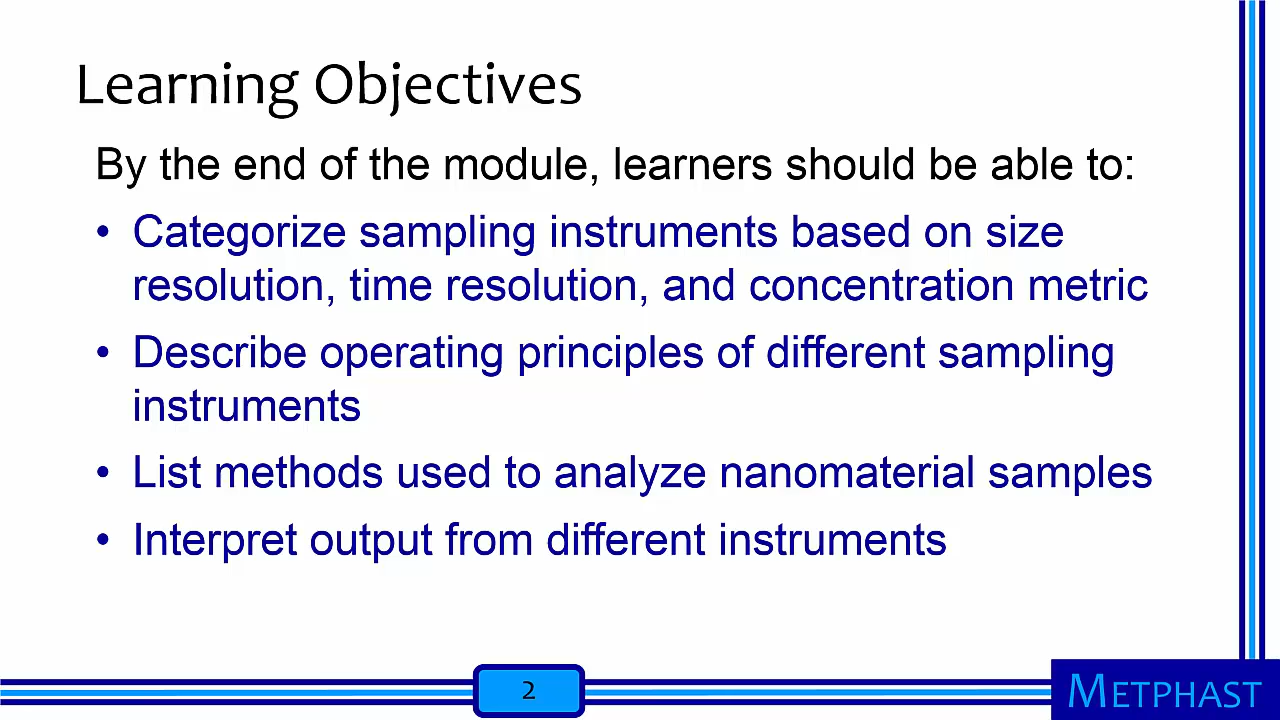 Learning Objectives
By the end of the module, learners should be able to:
• Categorize sampling instruments based on size
resolution, time resolution, and concentration metric
• Describe operating principles of different sampling
instruments
• List methods used to analyze nanomaterial samples
• Interpret output from different instruments
2
METPHAST